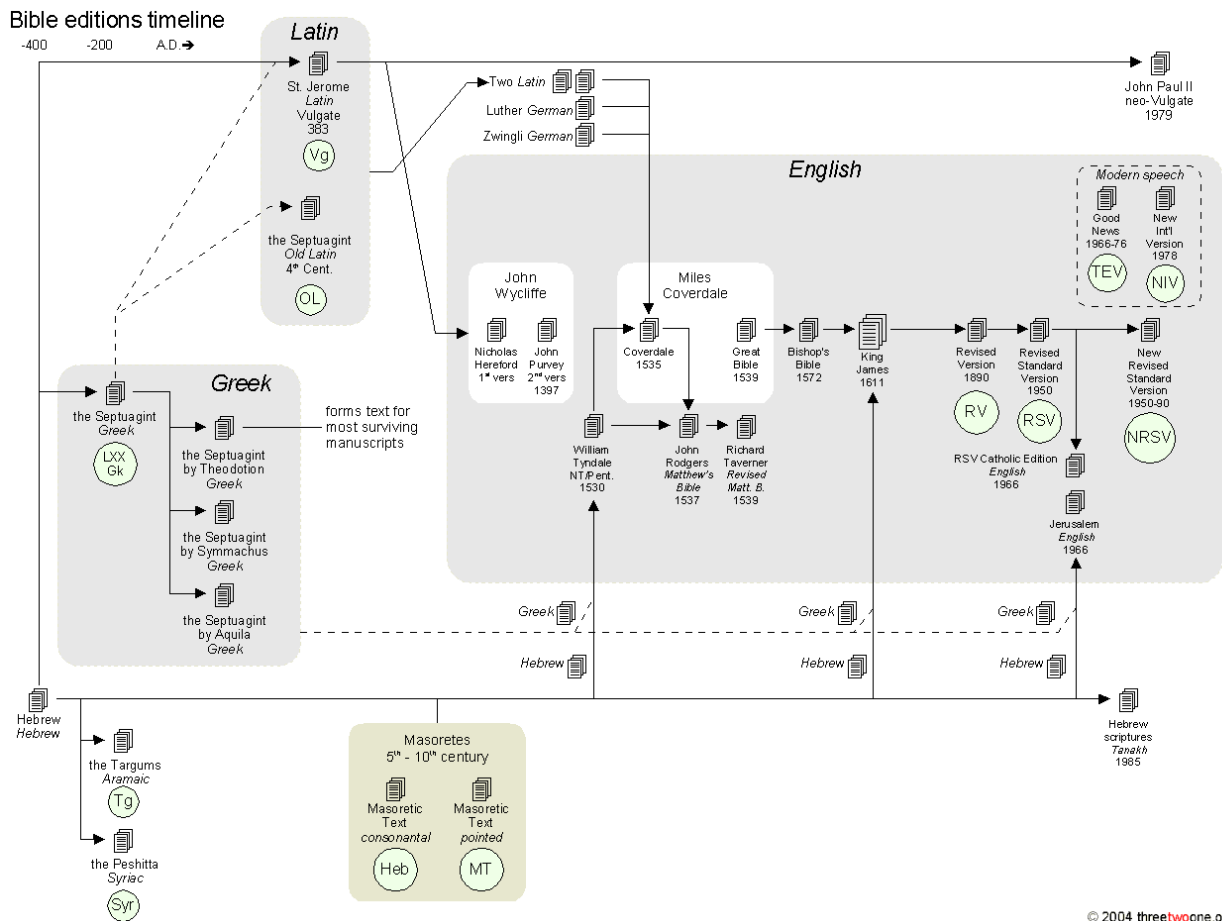 Bible editions timeline
-400 -200 A.D.➔
Latin
St. Jerome
Latin
Vulgate
383
Vg
the Septuagint
Old Latin
4th Cent.
OL
Two Latin
Luther German
Zwingli German
John Paul II
neo-Vulgate
1979
English
Modern speech
Good
News
1966-76
TEV
New
Int'l
Version
1978
NIV
John
Wycliffe
Nicholas
Hereford
1st vers
John
Purvey
2nd vers
1397
Miles
Coverdale
Coverdale
1535
Great
Bible
1539
Bishop's
Bible
1572
King
James
1611
Revised
Version
1890
RV
Revised
Standard
Version
1950
RSV
New
Revised
Standard
Version
1950-90
NRSV
William
Tyndale
NT/Pent.
1530
John
Rodgers
Matthew's
Bible
1537
Richard
Taverner
Revised
Matt. B.
1539
RSV Catholic Edition
English
1966
Jerusalem
English
1966
Greek
the Septuagint
Greek
LXX
Gk
the Septuagint
by Theodotion
Greek
forms text for
most surviving
manuscripts
the Septuagint
by Symmachus
Greek
the Septuagint
by Aquila
Greek
Greek
Greek
Greek
Hebrew
Hebrew
Hebrew
Hebrew
Hebrew
the Targums
Aramaic
Tg
the Peshitta
Syriac
Syr
Masoretes
5th - 10th century
Masoretic
Text
consonantal
Heb
Masoretic
Text
pointed
MT
Hebrew
scriptures
Tanakh
1985
© 2004 threetwoone.o